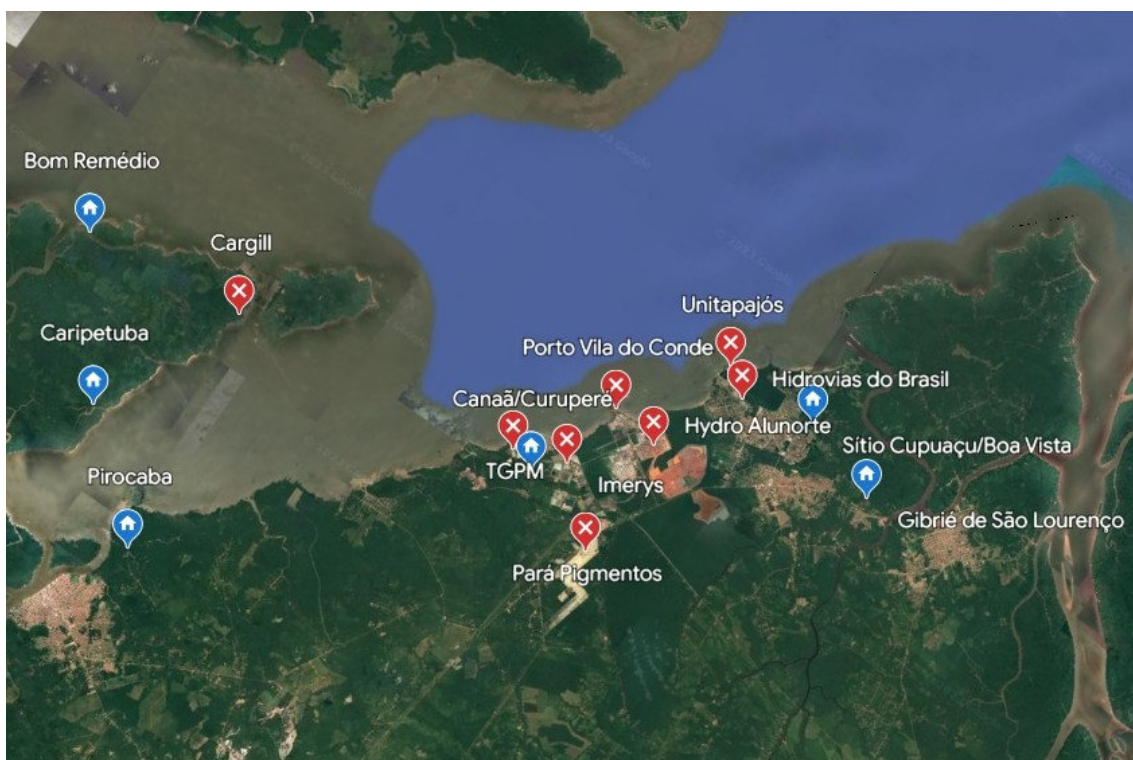 Bom Remédio
Cargill
Unitapajós
Caripetuba
Porto Vila do Conde
Hidrovias do Brasil
Canaã/Curuperé
Hydro Alunorte
Sítio Cupuaçu/Boa Vista
TGPM
Pirocaba
Imerys
Gibrié de São Lourenço
Pará Pigmentos